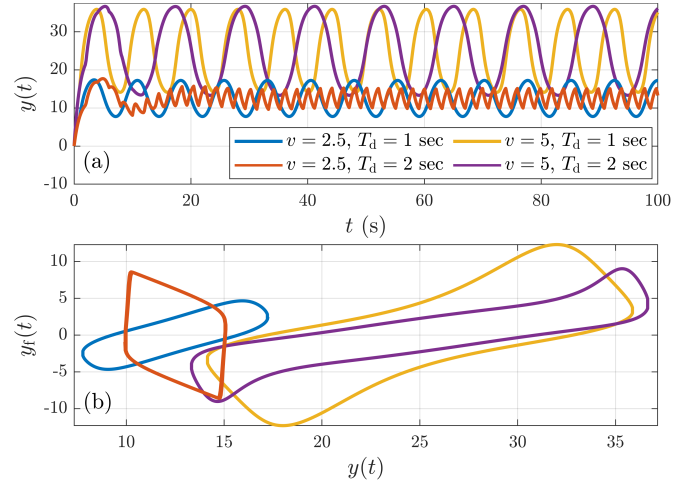 30
20
10
0
-10
y(t)
(a)
v = 2.5, T_d = 1 sec
v = 5, T_d = 1 sec
v = 2.5, T_d = 2 sec
v = 5, T_d = 2 sec
0 20 40 60 80 100
t (s)
10
5
0
-5
-10
y_f(t)
(b)
10 15 20 25 30 35
y(t)